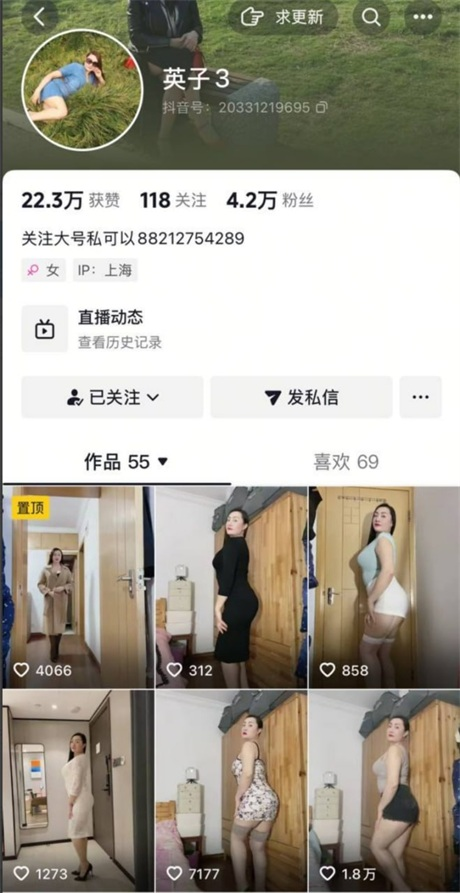 求更新
英子3
抖音号：20331219695
22.3万 获赞 118 关注 4.2万 粉丝
关注大号私可以88212754289
女 IP：上海
直播动态
查看历史记录
已关注 发私信
作品 55 喜欢 69
置顶
4066 312 858
1273 7177 1.8万